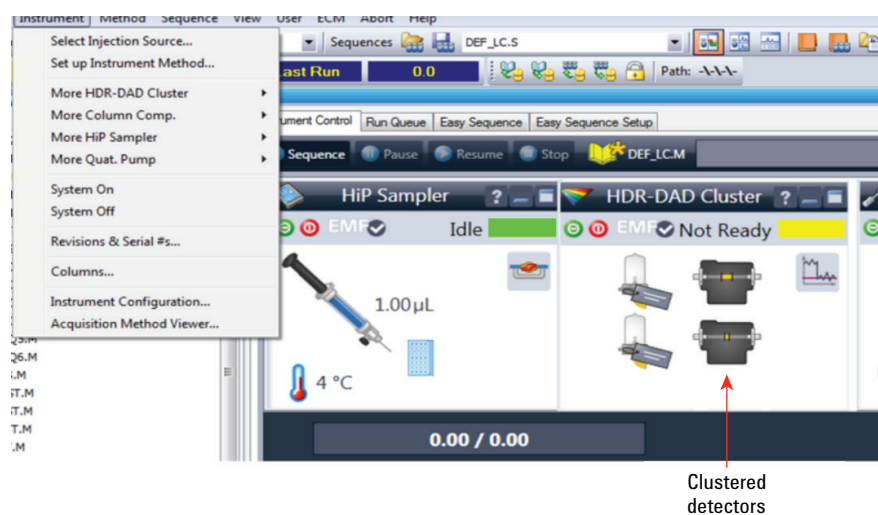 Instrument Method Sequence View User ECM Abort Help
Select Injection Source...
Set up Instrument Method...
More HDR-DAD Cluster
More Column Comp.
More HiP Sampler
More Quat. Pump
System On
System Off
Revisions & Serial #s...
Columns...
Instrument Configuration...
Acquisition Method Viewer...
Q6.M
.M
ST.M
ST.M
T.M
.M
Sequences DEF_LC.S
Last Run 0.0 Path:
ument Control Run Queue Easy Sequence Easy Sequence Setup
Sequence Pause Resume Stop DEF_LC.M
HiP Sampler ?
EMF Idle
1.00 µL
4 °C
HDR-DAD Cluster ?
EMF Not Ready
0.00 / 0.00
Clustered
detectors